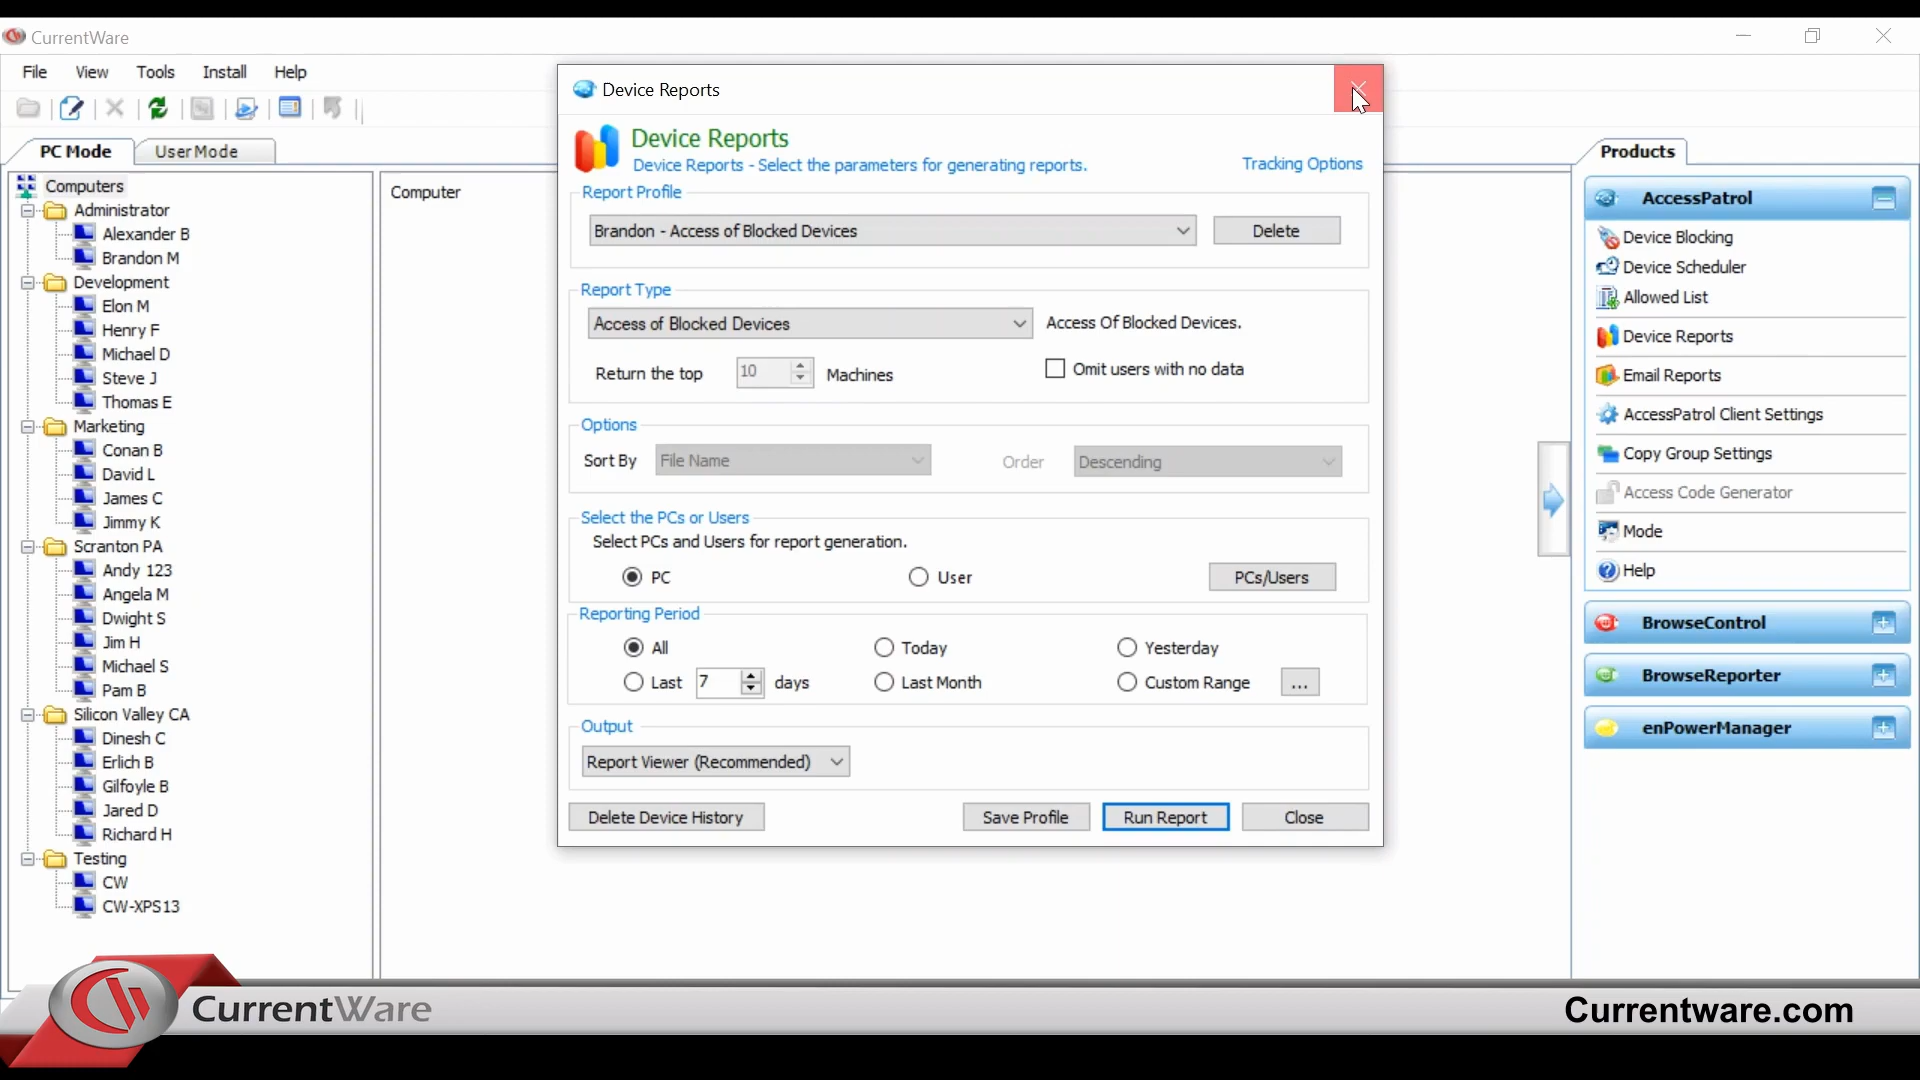 CurrentWare
File View Tools Install Help
PC Mode User Mode
Computers
Administrator
Alexander B
Brandon M
Development
Elon M
Henry F
Michael D
Steve J
Thomas E
Marketing
Conan B
David L
James C
Jimmy K
Scranton PA
Andy 123
Angela M
Dwight S
Jim H
Michael S
Pam B
Silicon Valley CA
Dinesh C
Erlich B
Gilfoyle B
Jared D
Richard H
Testing
CW
CW-XPS13
Computer
Device Reports
Device Reports
Device Reports - Select the parameters for generating reports.
Tracking Options
Report Profile
Brandon - Access of Blocked Devices
Delete
Report Type
Access of Blocked Devices
Access Of Blocked Devices.
Return the top 10 Machines
Omit users with no data
Options
Sort By File Name Order Descending
Select the PCs or Users
Select PCs and Users for report generation.
PC User PCs/Users
Reporting Period
All Today Yesterday
Last 7 days Last Month Custom Range ...
Output
Report Viewer (Recommended)
Delete Device History Save Profile Run Report Close
Products
AccessPatrol
Device Blocking
Device Scheduler
Allowed List
Device Reports
Email Reports
AccessPatrol Client Settings
Copy Group Settings
Access Code Generator
Mode
Help
BrowseControl
BrowseReporter
enPowerManager
CurrentWare
Currentware.com